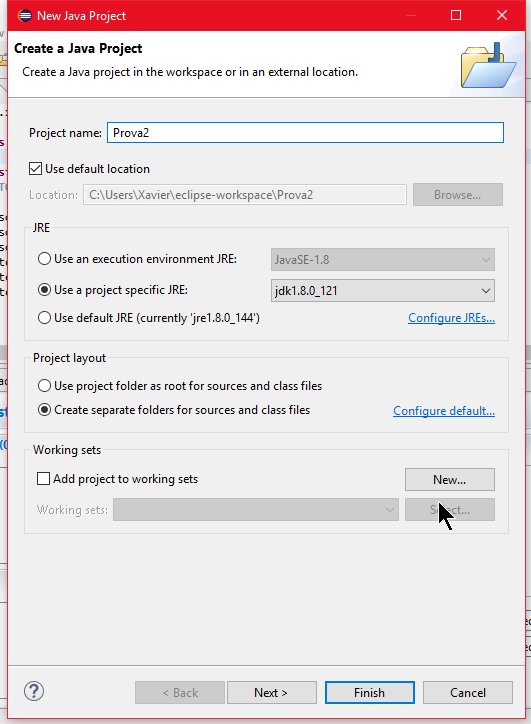 New Java Project
Create a Java Project
Create a Java project in the workspace or in an external location.
Project name: Prova2
Use default location
Location: C:\Users\Xavier\eclipse-workspace\Prova2 Browse...
JRE
Use an execution environment JRE: JavaSE-1.8
Use a project specific JRE: jdk1.8.0_121
Use default JRE (currently 'jre1.8.0_144') Configure JREs...
Project layout
Use project folder as root for sources and class files
Create separate folders for sources and class files Configure default...
Working sets
Add project to working sets New...
Working sets: Select...
? < Back Next > Finish Cancel